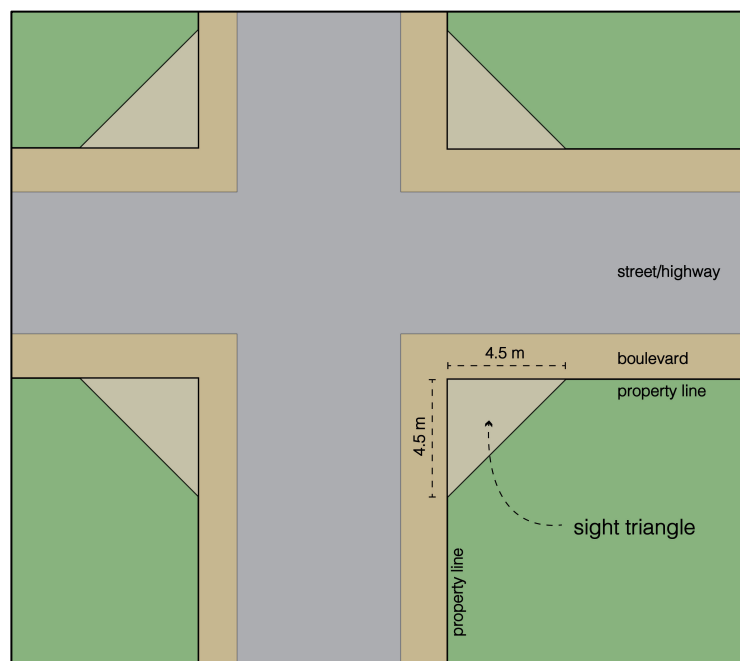 street/highway
4.5 m
boulevard
property line
4.5 m
sight triangle
property line